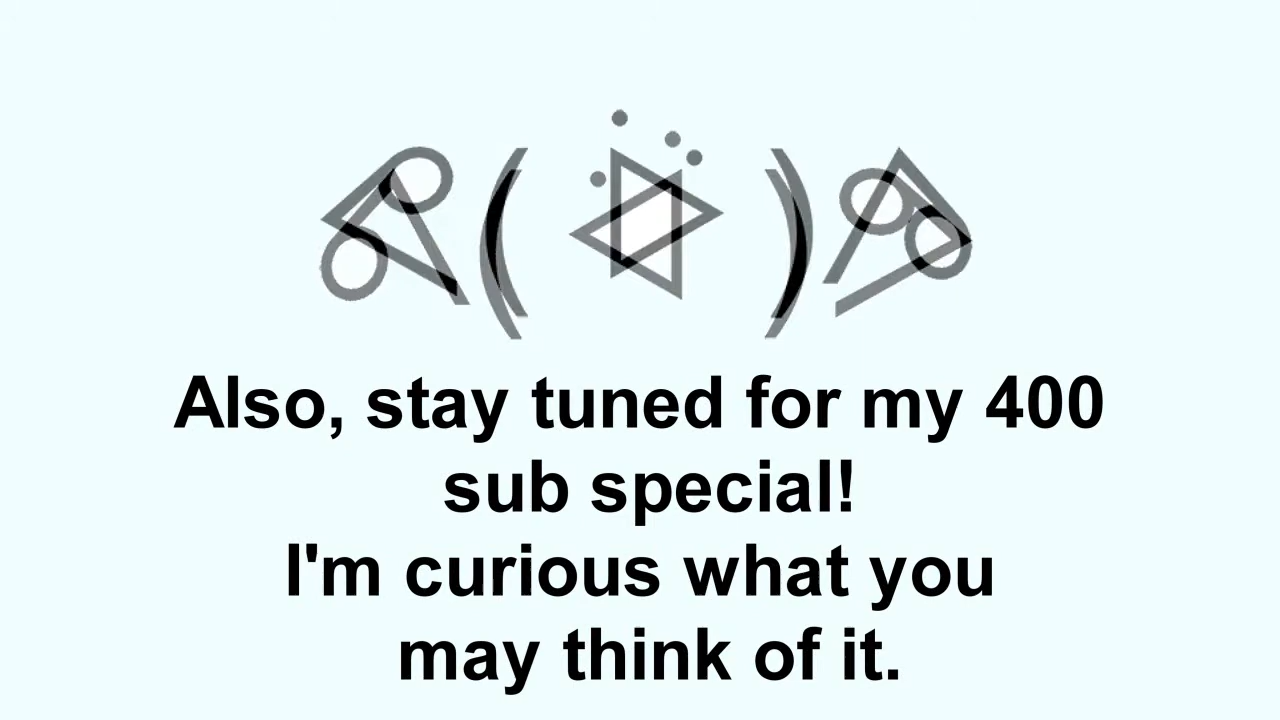 Also, stay tuned for my 400
sub special!
I'm curious what you
may think of it.